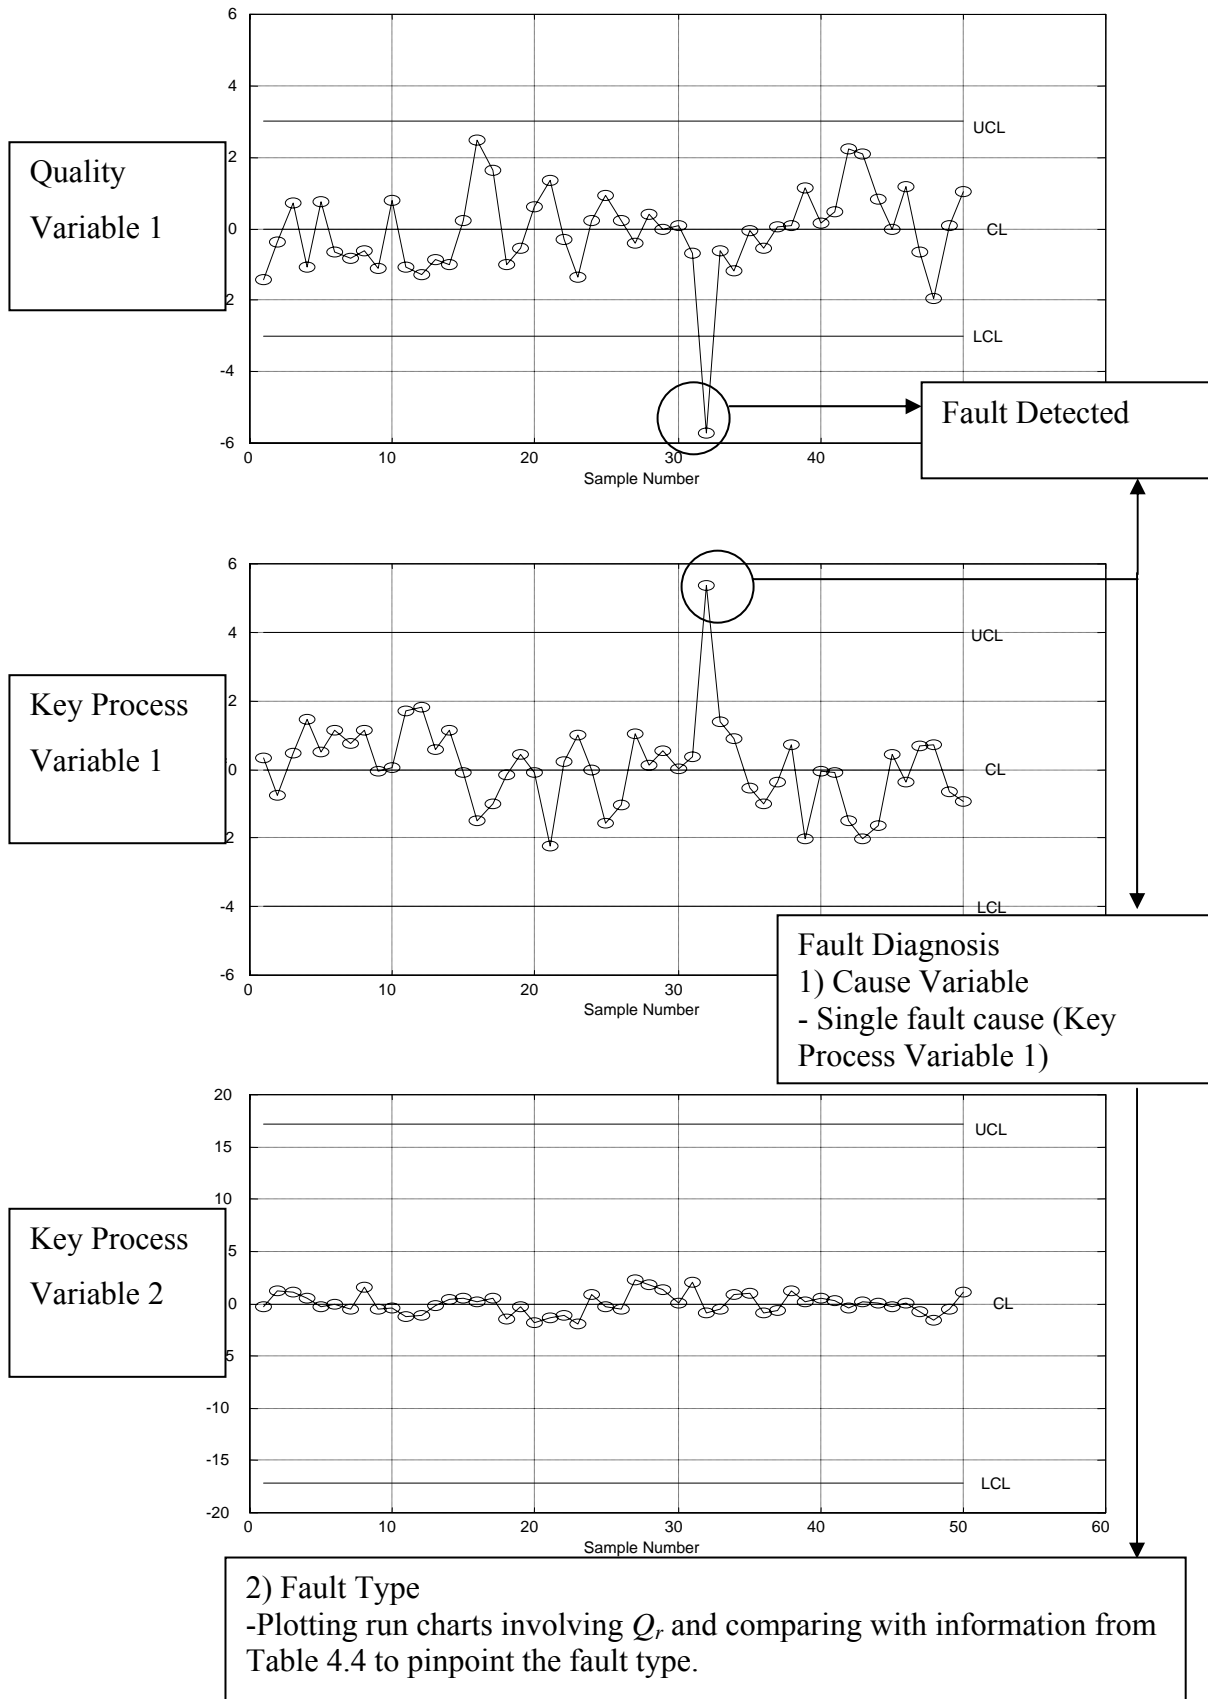 6
4
UCL
2
Quality
Variable 1
0
CL
2
LCL
-4
-6
0
10
20
30
40
Sample Number
Fault Detected
6
4
UCL
2
Key Process
Variable 1
0
CL
2
-4
LCL
-6
0
10
20
30
Sample Number
Fault Diagnosis
1) Cause Variable
- Single fault cause (Key
Process Variable 1)
20
UCL
15
10
5
Key Process
Variable 2
0
CL
5
-10
-15
LCL
-20
0
10
20
30
40
50
60
Sample Number
2) Fault Type
-Plotting run charts involving Qr and comparing with information from
Table 4.4 to pinpoint the fault type.